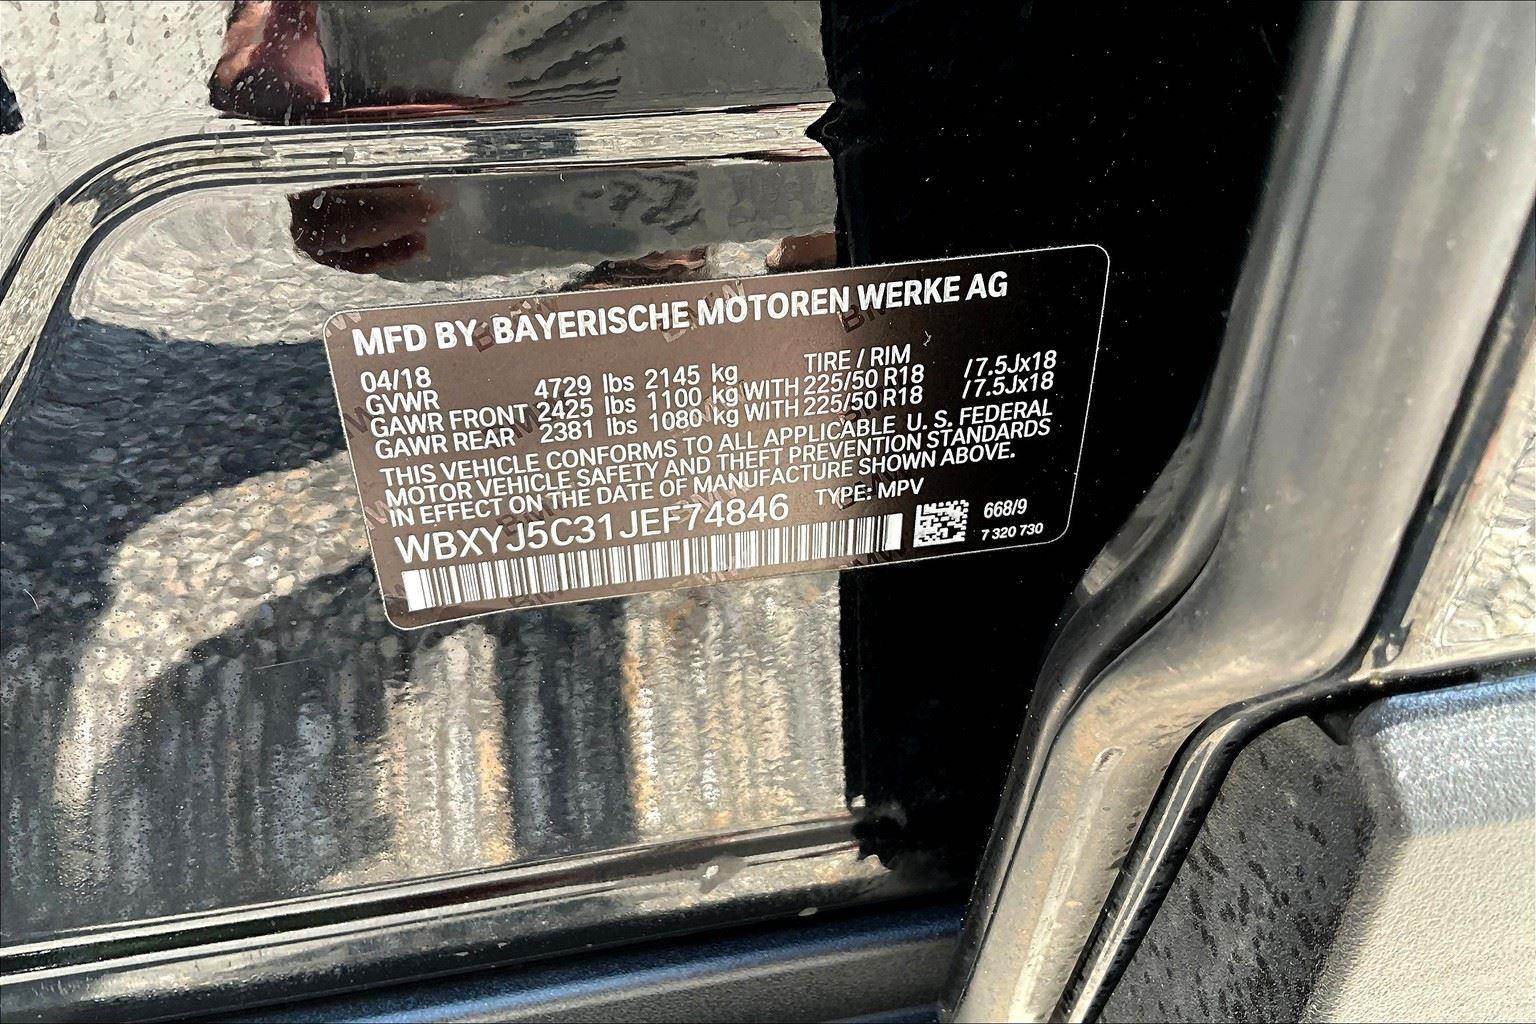 MFD BY BAYERISCHE MOTOREN WERKE AG
04/18 TIRE / RIM
GVWR 4729 lbs 2145 kg
GAWR FRONT 2425 lbs 1100 kg WITH 225/50 R18 /7.5Jx18
GAWR REAR 2381 lbs 1080 kg WITH 225/50 R18 /7.5Jx18
THIS VEHICLE CONFORMS TO ALL APPLICABLE U. S. FEDERAL
MOTOR VEHICLE SAFETY AND THEFT PREVENTION STANDARDS
IN EFFECT ON THE DATE OF MANUFACTURE SHOWN ABOVE.
WBXYJ5C31JEF74846 TYPE: MPV
668/9
7 320 730